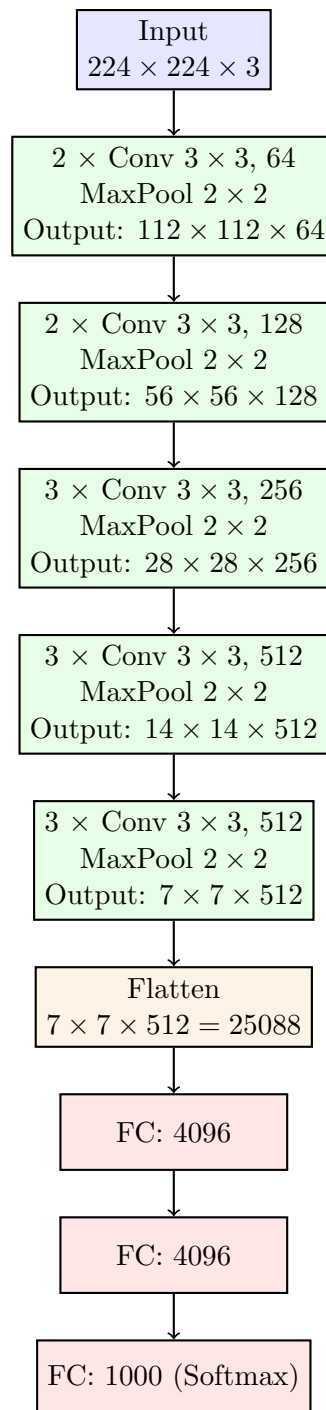 Input
224 × 224 × 3
2 × Conv 3 × 3, 64
MaxPool 2 × 2
Output: 112 × 112 × 64
2 × Conv 3 × 3, 128
MaxPool 2 × 2
Output: 56 × 56 × 128
3 × Conv 3 × 3, 256
MaxPool 2 × 2
Output: 28 × 28 × 256
3 × Conv 3 × 3, 512
MaxPool 2 × 2
Output: 14 × 14 × 512
3 × Conv 3 × 3, 512
MaxPool 2 × 2
Output: 7 × 7 × 512
Flatten
7 × 7 × 512 = 25088
FC: 4096
FC: 4096
FC: 1000 (Softmax)